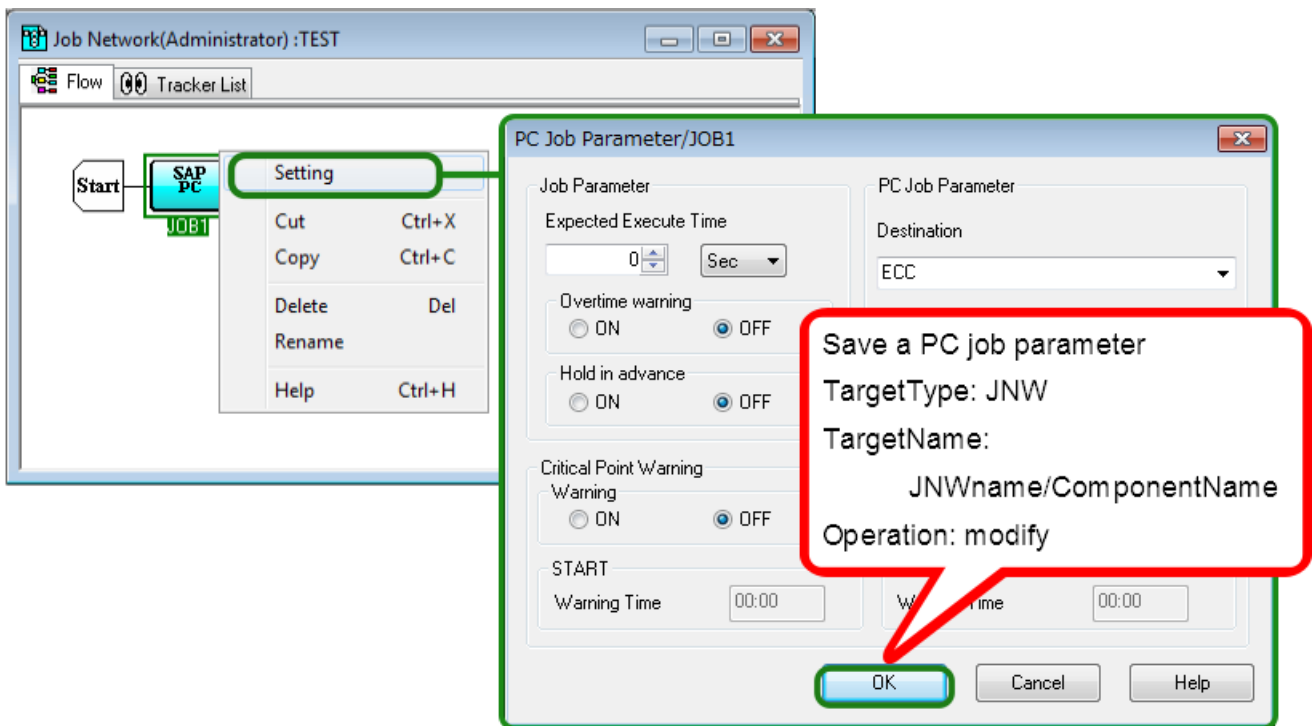 Job Network(Administrator) :TEST
Flow
Tracker List
Start
SAP
PC
JOB1
Setting
Cut Ctrl+X
Copy Ctrl+C
Delete Del
Rename
Help Ctrl+H
PC Job Parameter/JOB1
Job Parameter
Expected Execute Time
0
Sec
Overtime warning
ON
OFF
Hold in advance
ON
OFF
PC Job Parameter
Destination
ECC
Save a PC job parameter
TargetType: JNW
TargetName:
JNWname/ComponentName
Operation: modify
Critical Point Warning
Warning
ON
OFF
START
Warning Time
00:00
00:00
OK
Cancel
Help